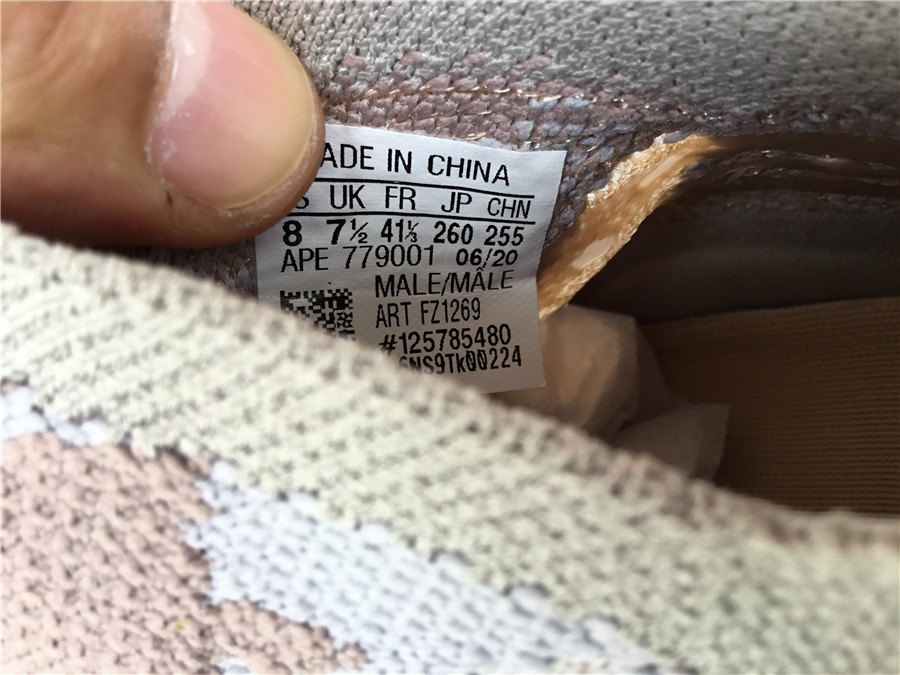 ADE IN CHINA
S UK FR JP CHN
8 7½ 41⅓ 260 255
APE 779001 06/20
MALE/MÂLE
ART FZ1269
#125785480
6NS9Tk00224